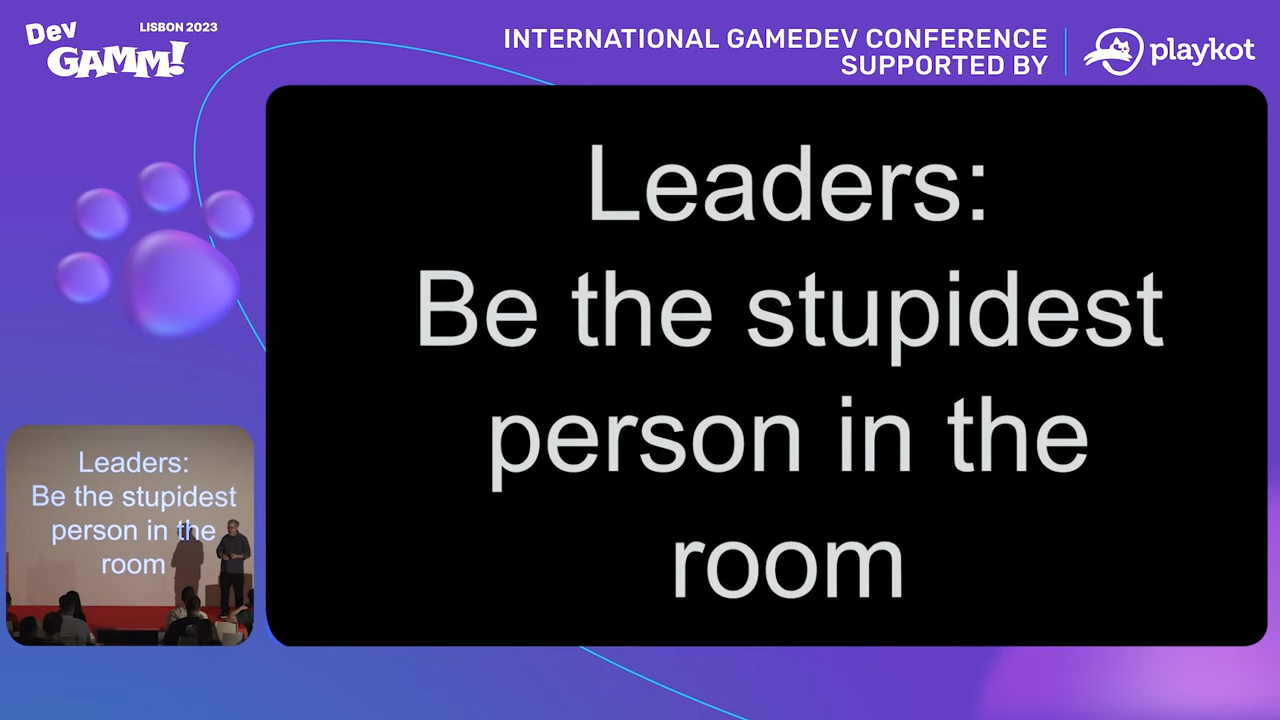 Dev
GAMM!
LISBON 2023
INTERNATIONAL GAMEDEV CONFERENCE
SUPPORTED BY
playkot
Leaders:
Be the stupidest
person in the
room
Leaders:
Be the stupidest
person in the
room